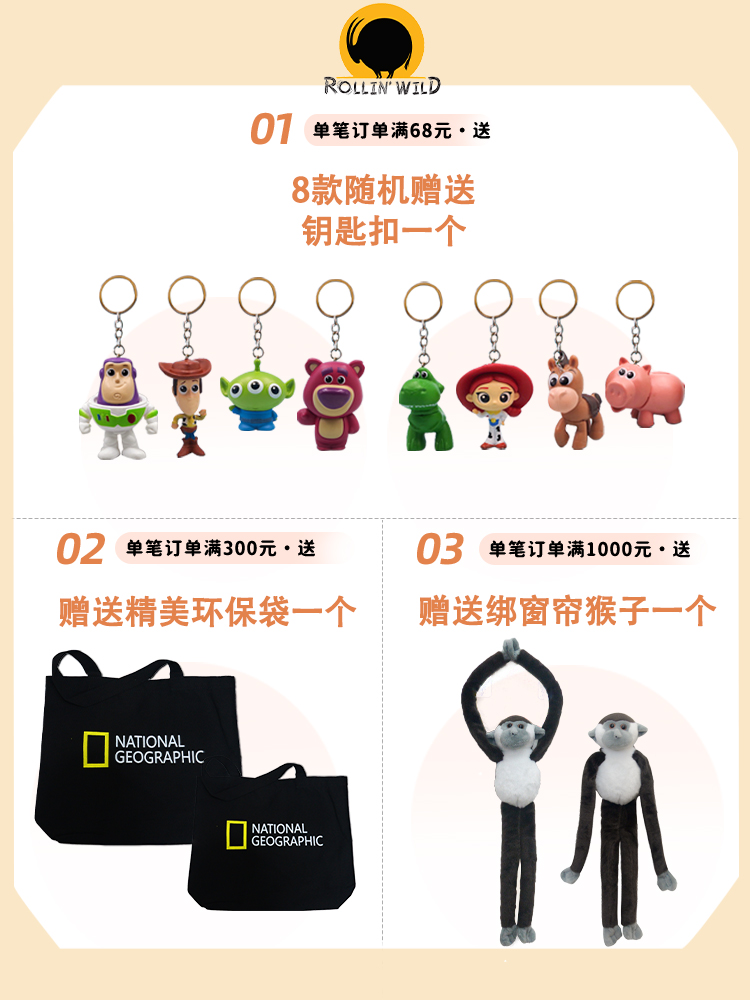 ROLLIN' WILD
01 单笔订单满68元·送
8款随机赠送
钥匙扣一个
02 单笔订单满300元·送
赠送精美环保袋一个
NATIONAL
GEOGRAPHIC
NATIONAL
GEOGRAPHIC
03 单笔订单满1000元·送
赠送绑窗帘猴子一个